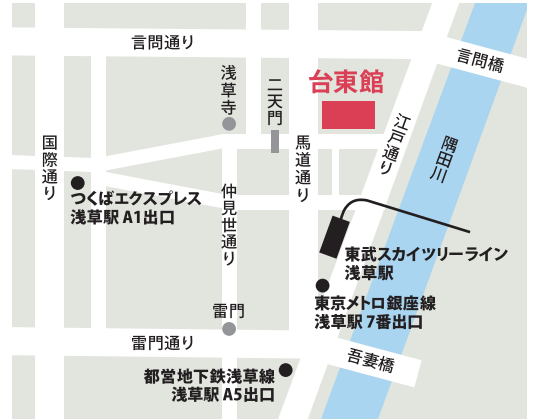 言問通り
言問橋
浅草寺
二天門
台東館
江戸通り
隅田川
国際通り
馬道通り
つくばエクスプレス
浅草駅 A1出口
仲見世通り
東武スカイツリーライン
浅草駅
東京メトロ銀座線
浅草駅 7番出口
雷門
雷門通り
吾妻橋
都営地下鉄浅草線
浅草駅 A5出口